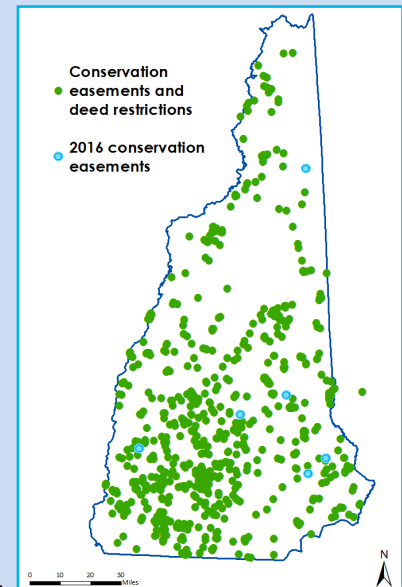 Conservation
easements and
deed restrictions
2016 conservation
easements
N
0 10 20 30 Miles